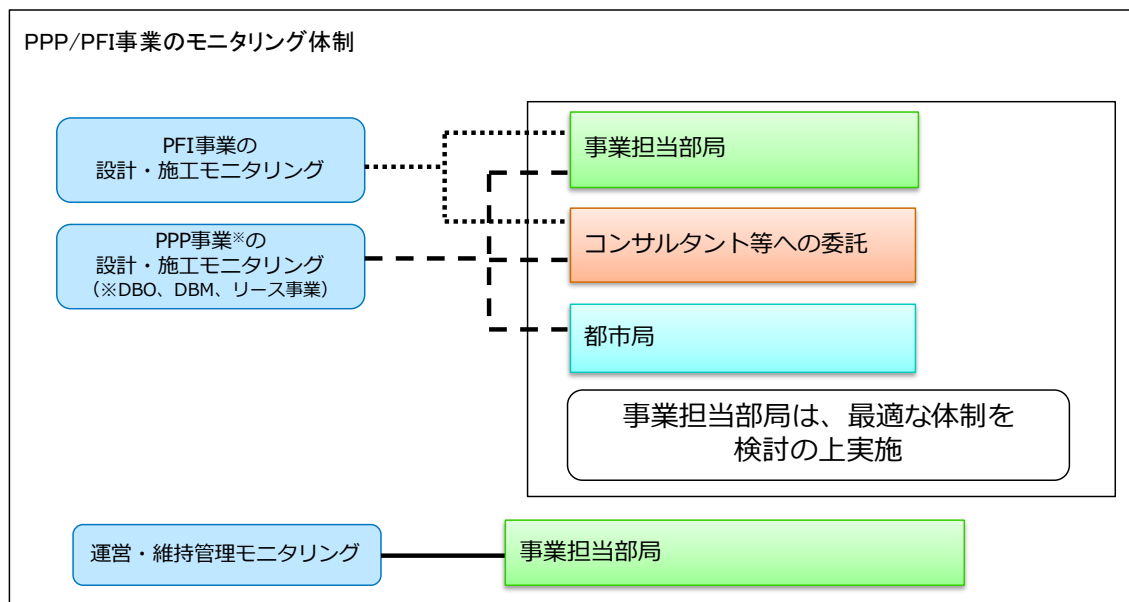 PPP/PFI事業のモニタリング体制
PFI事業の
設計・施工モニタリング
PPP事業※の
設計・施工モニタリング
（※DBO、DBM、リース事業）
事業担当部局
コンサルタント等への委託
都市局
事業担当部局は、最適な体制を
検討の上実施
運営・維持管理モニタリング
事業担当部局